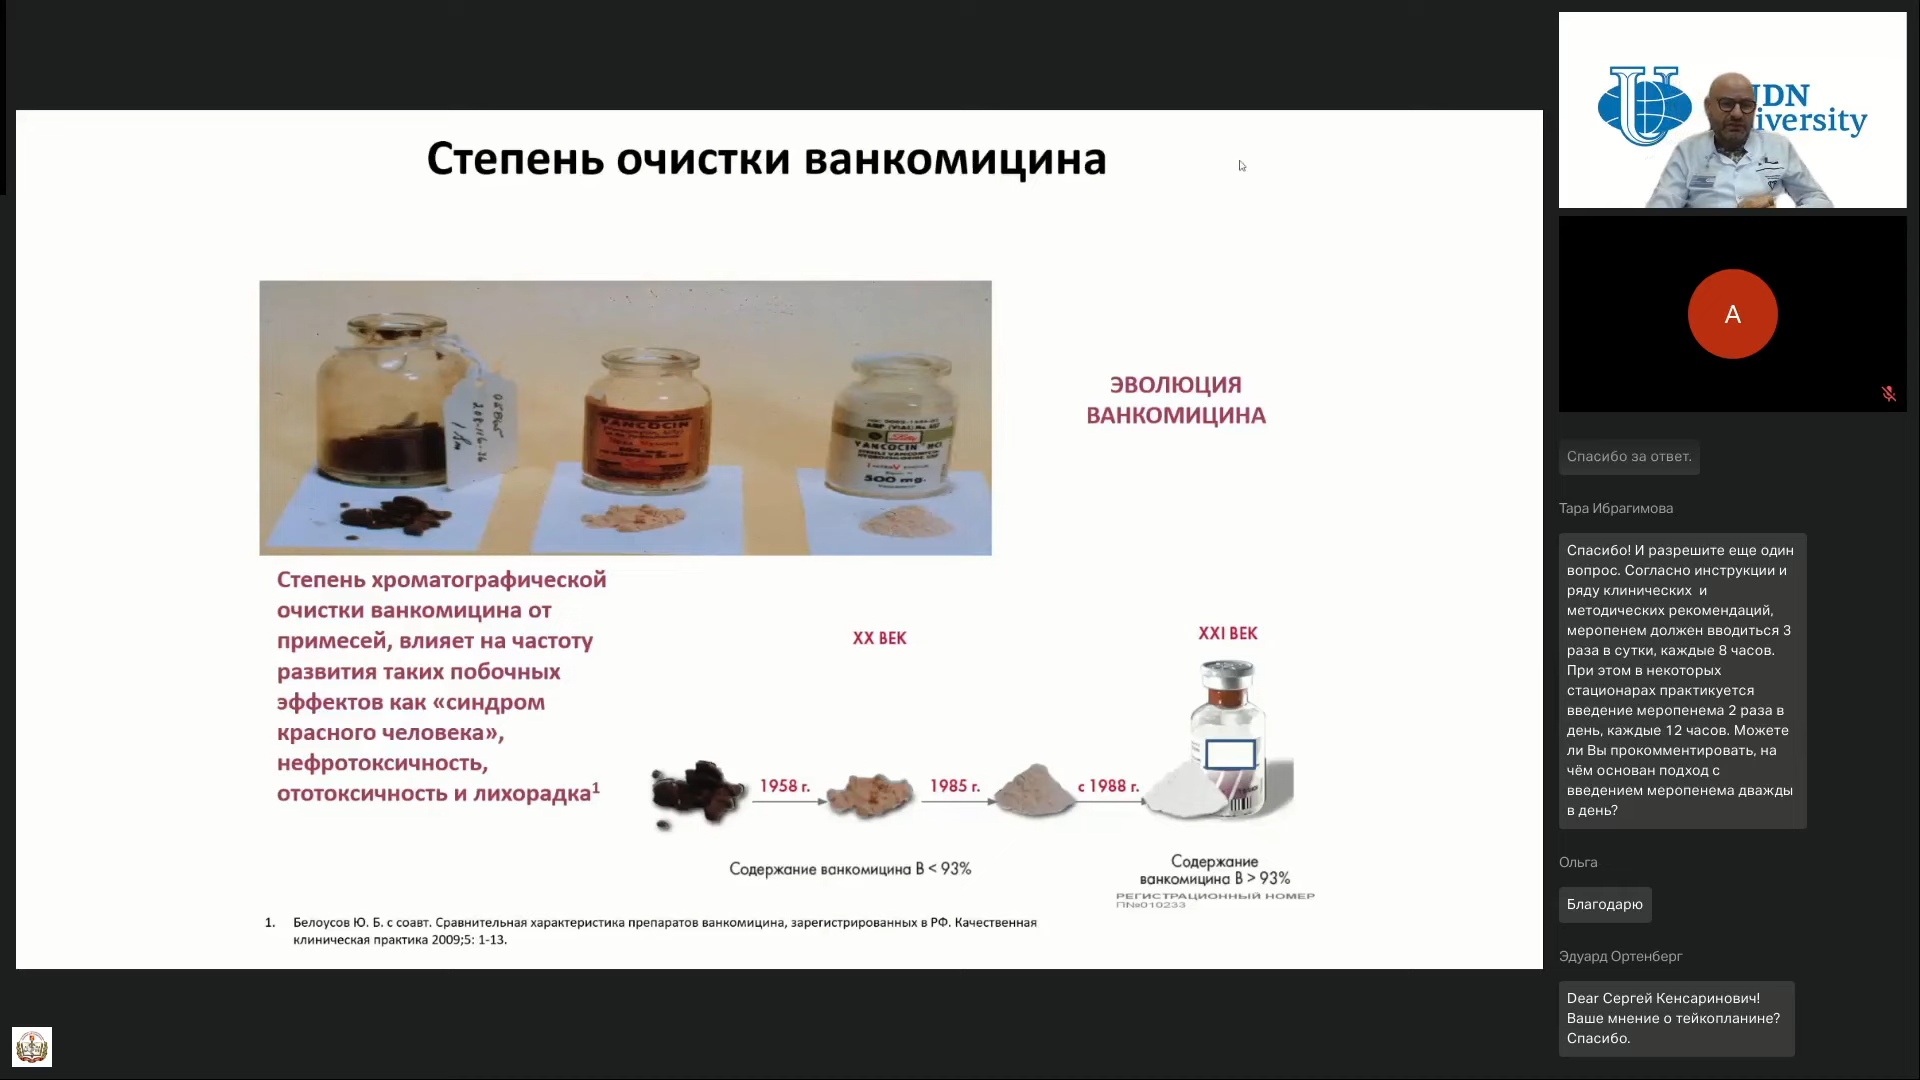 Степень очистки ванкомицина
VANCOCIN
VANCOCIN HCl
500 mg.
ЭВОЛЮЦИЯ
ВАНКОМИЦИНА
Степень хроматографической
очистки ванкомицина от
примесей, влияет на частоту
развития таких побочных
эффектов как «синдром
красного человека»,
нефротоксичность,
ототоксичность и лихорадка¹
XX ВЕК
XXI ВЕК
1958 г.
1985 г.
с 1988 г.
Содержание ванкомицина В < 93%
Содержание
ванкомицина В > 93%
РЕГИСТРАЦИОННЫЙ НОМЕР
П№010233
1. Белоусов Ю. Б. с соавт. Сравнительная характеристика препаратов ванкомицина, зарегистрированных в РФ. Качественная
клиническая практика 2009;5: 1-13.
DN
iversity
A
Спасибо за ответ.
Тара Ибрагимова
Спасибо! И разрешите еще один
вопрос. Согласно инструкции и
ряду клинических и
методических рекомендаций,
меропенем должен вводиться 3
раза в сутки, каждые 8 часов.
При этом в некоторых
стационарах практикуется
введение меропенема 2 раза в
день, каждые 12 часов. Можете
ли Вы прокомментировать, на
чём основан подход с
введением меропенема дважды
в день?
Ольга
Благодарю
Эдуард Ортенберг
Dear Сергей Кенсаринович!
Ваше мнение о тейкопланине?
Спасибо.